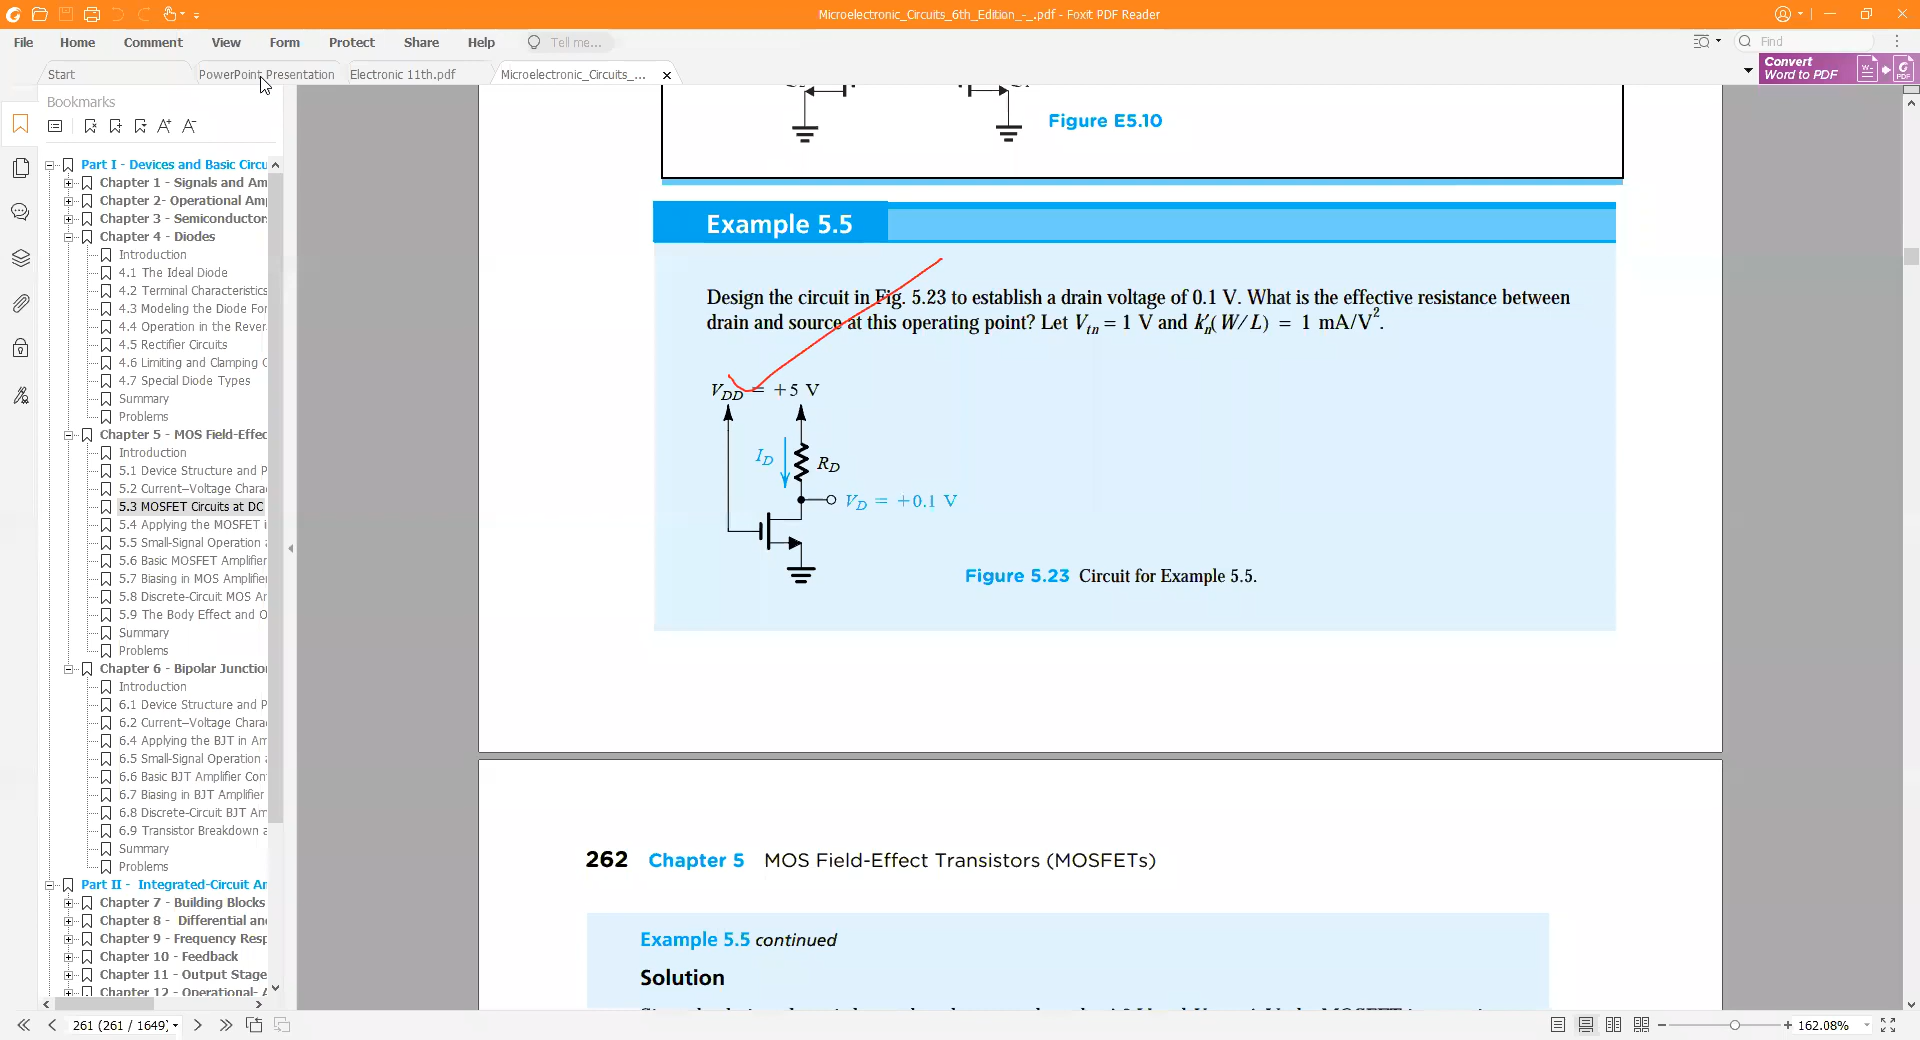 Microelectronic_Circuits_6th_Edition_-_.pdf - Foxit PDF Reader
File Home Comment View Form Protect Share Help Tell me... Find
Start PowerPoint Presentation Electronic 11th.pdf Microelectronic_Circuits_...
Convert
Word to PDF
Bookmarks
Part I - Devices and Basic Circu
Chapter 1 - Signals and Am
Chapter 2- Operational Am
Chapter 3 - Semiconductor
Chapter 4 - Diodes
Introduction
4.1 The Ideal Diode
4.2 Terminal Characteristics
4.3 Modeling the Diode For
4.4 Operation in the Rever
4.5 Rectifier Circuits
4.6 Limiting and Clamping C
4.7 Special Diode Types
Summary
Problems
Chapter 5 - MOS Field-Effec
Introduction
5.1 Device Structure and P
5.2 Current–Voltage Chara
5.3 MOSFET Circuits at DC
5.4 Applying the MOSFET i
5.5 Small-Signal Operation
5.6 Basic MOSFET Amplifier
5.7 Biasing in MOS Amplifie
5.8 Discrete-Circuit MOS Ar
5.9 The Body Effect and O
Summary
Problems
Chapter 6 - Bipolar Junctio
Introduction
6.1 Device Structure and P
6.2 Current–Voltage Chara
6.4 Applying the BJT in Am
6.5 Small-Signal Operation
6.6 Basic BJT Amplifier Con
6.7 Biasing in BJT Amplifier
6.8 Discrete-Circuit BJT Am
6.9 Transistor Breakdown a
Summary
Problems
Part II - Integrated-Circuit Ar
Chapter 7 - Building Blocks
Chapter 8 - Differential and
Chapter 9 - Frequency Resp
Chapter 10 - Feedback
Chapter 11 - Output Stage
Chapter 12 - Operational- A
Figure E5.10
Example 5.5
Design the circuit in Fig. 5.23 to establish a drain voltage of 0.1 V. What is the effective resistance between
drain and source at this operating point? Let Vtn = 1 V and k′n(W/L) = 1 mA/V².
VDD = +5 V
ID
RD
VD = +0.1 V
Figure 5.23 Circuit for Example 5.5.
262 Chapter 5 MOS Field-Effect Transistors (MOSFETs)
Example 5.5 continued
Solution
261 (261 / 1649)
162.08%